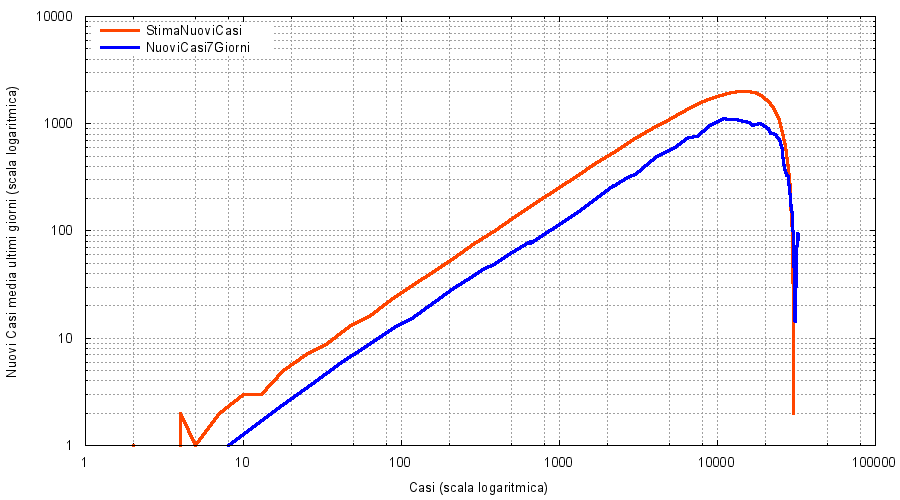 10000
1000
100
10
1
StimaNuoviCasi
NuoviCasi7Giorni
Nuovi Casi media ultimi giorni (scala logaritmica)
1 10 100 1000 10000 100000
Casi (scala logaritmica)